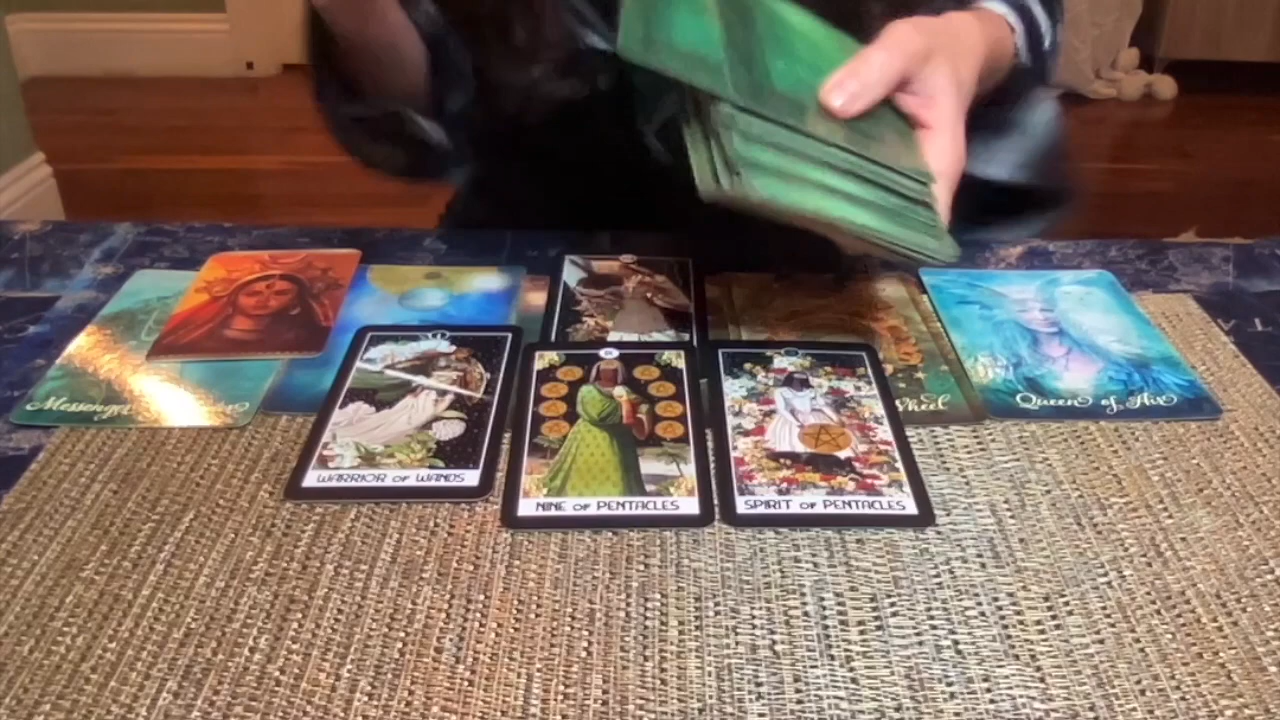 Messenger
Wheel
Queen of Air
WARRIOR OF WANDS
NINE OF PENTACLES
SPIRIT OF PENTACLES